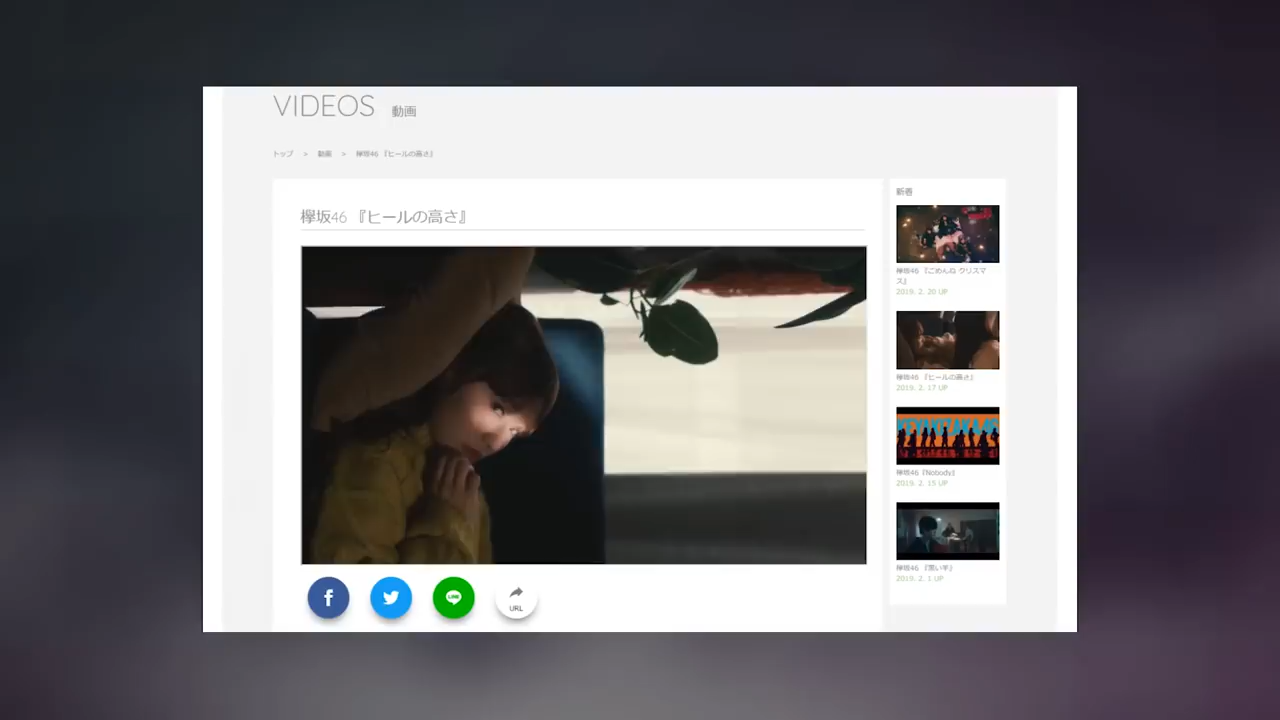 VIDEOS 動画
トップ > 動画 > 欅坂46 『ヒールの高さ』
欅坂46 『ヒールの高さ』
LINE
URL
新着
欅坂46 『ごめんね クリスマ
ス』
2019. 2. 20 UP
欅坂46 『ヒールの高さ』
2019. 2. 17 UP
欅坂46『Nobody』
2019. 2. 15 UP
欅坂46 『黒い羊』
2019. 2. 1 UP